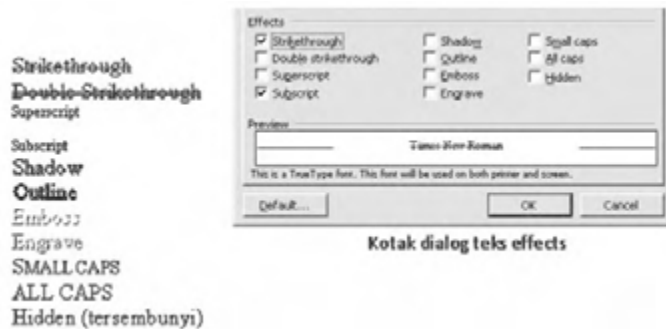 Strikethrough
Double Strikethrough
Superscript
Subscript
Shadow
Outline
Emboss
Engrave
SMALL CAPS
ALL CAPS
Hidden (tersembunyi)
Effects
Strikethrough Shadow Small caps
Double strikethrough Outline All caps
Superscript Emboss Hidden
Subscript Engrave
Preview
Times New Roman
This is a TrueType font. This font will be used on both printer and screen.
Default... OK Cancel
Kotak dialog teks effects